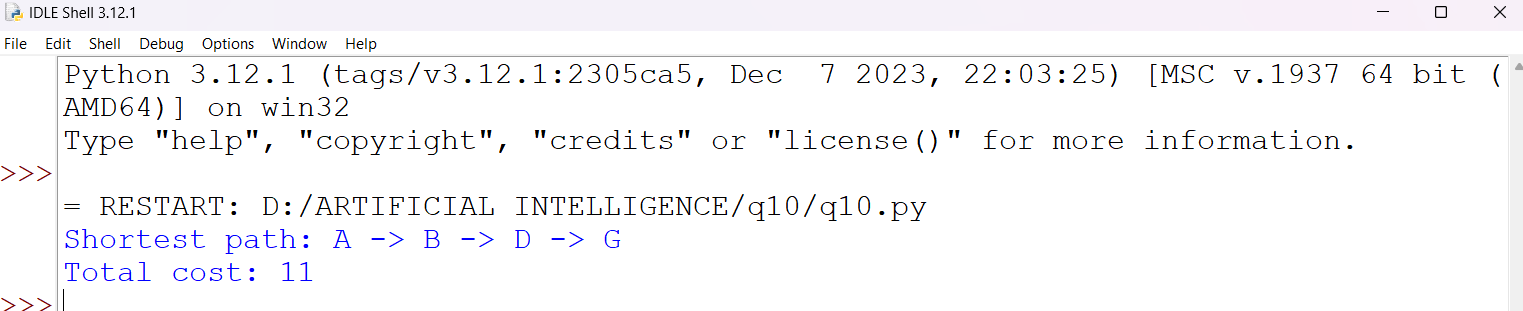 IDLE Shell 3.12.1
File Edit Shell Debug Options Window Help
Python 3.12.1 (tags/v3.12.1:2305ca5, Dec  7 2023, 22:03:25) [MSC v.1937 64 bit (
AMD64)] on win32
Type "help", "copyright", "credits" or "license()" for more information.
>>>
= RESTART: D:/ARTIFICIAL INTELLIGENCE/q10/q10.py
Shortest path: A -> B -> D -> G
Total cost: 11
>>>